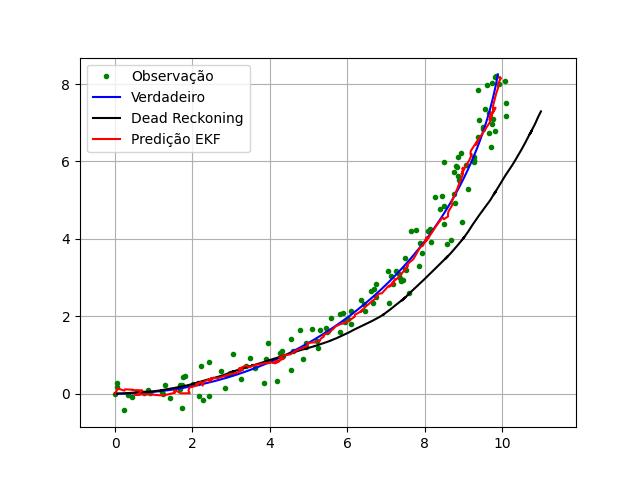 Observação
Verdadeiro
Dead Reckoning
Predição EKF
8
6
4
2
0
0 2 4 6 8 10